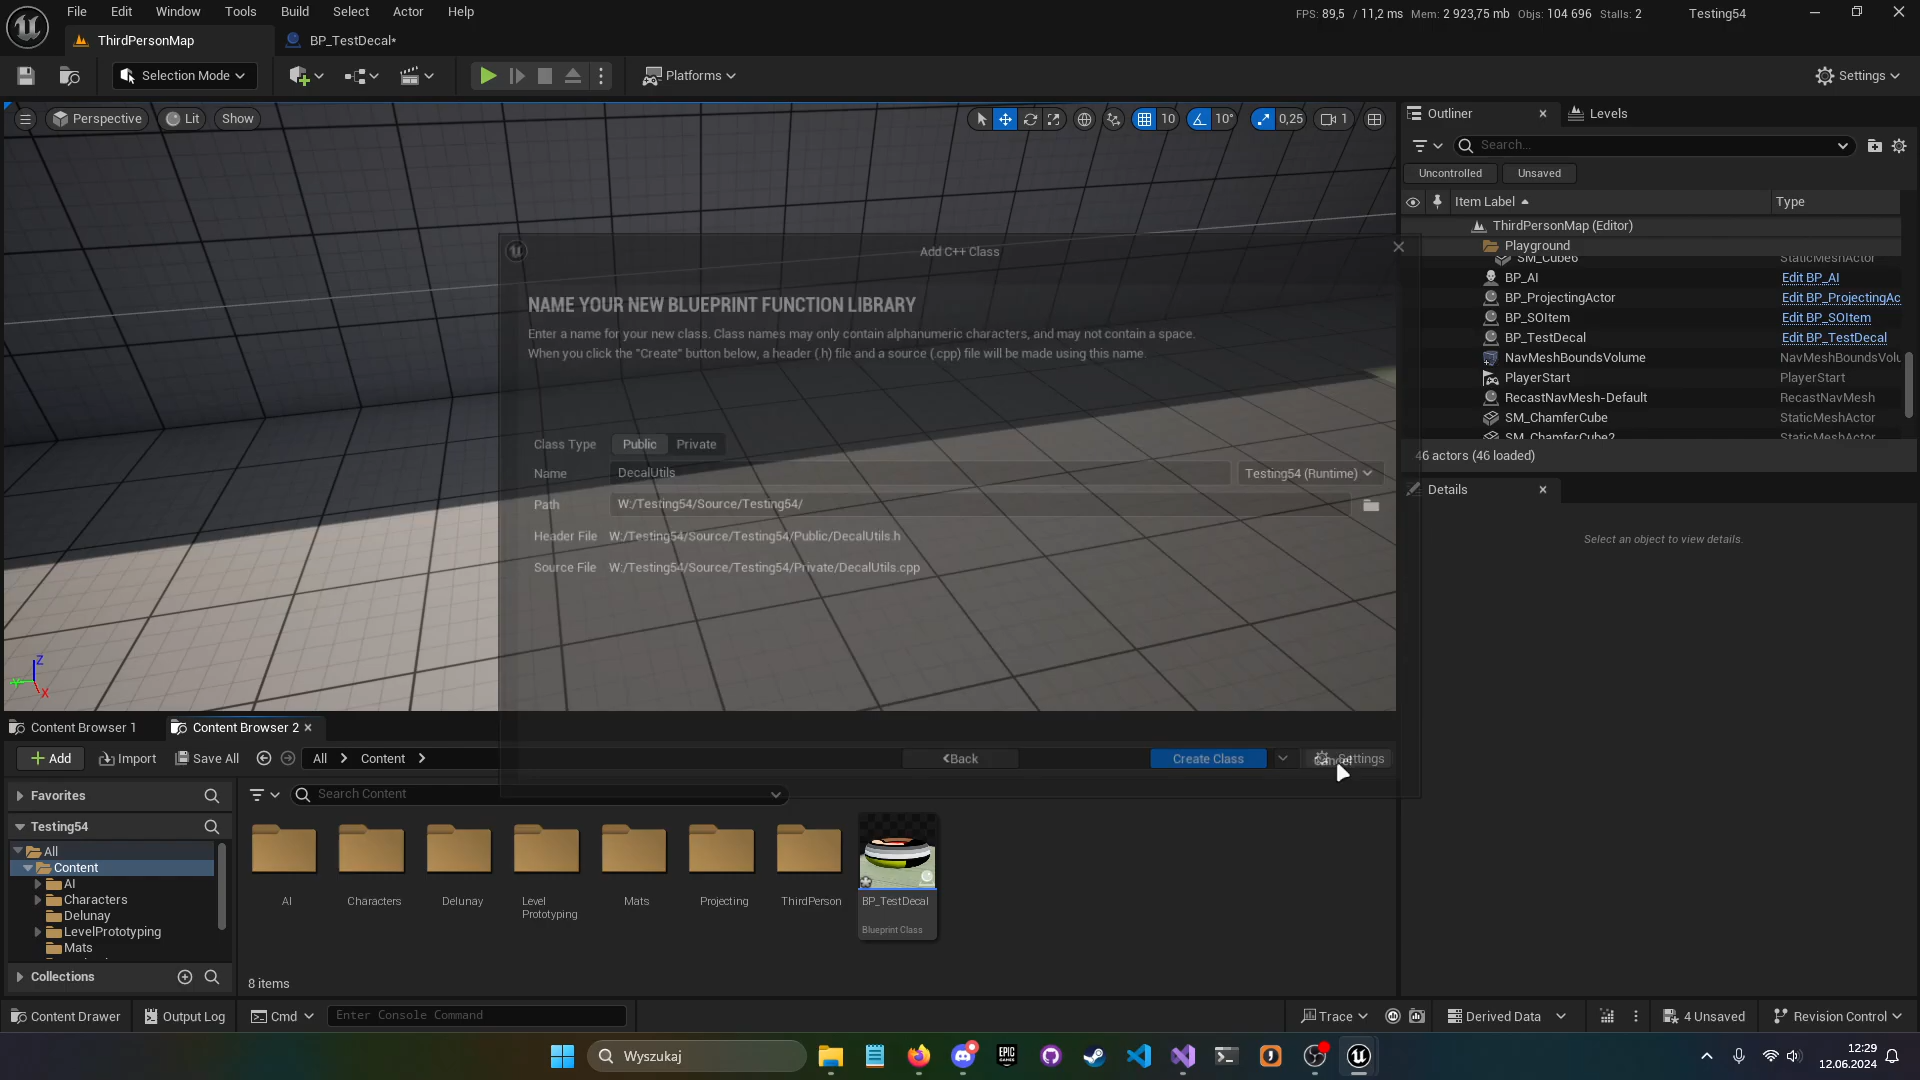 File Edit Window Tools Build Select Actor Help
FPS: 89,5 / 11,2 ms Mem: 2 923,75 mb Objs: 104 696 Stalls: 2 Testing54
ThirdPersonMap BP_TestDecal*
Selection Mode Platforms Settings
Perspective Lit Show 10 10° 0,25 1
Outliner Levels
Search...
Uncontrolled Unsaved
Item Label Type
ThirdPersonMap (Editor)
Playground
SM_Cube6 StaticMeshActor
BP_AI Edit BP_AI
BP_ProjectingActor Edit BP_ProjectingAc
BP_SOItem Edit BP_SOItem
BP_TestDecal Edit BP_TestDecal
NavMeshBoundsVolume NavMeshBoundsVolu
PlayerStart PlayerStart
RecastNavMesh-Default RecastNavMesh
SM_ChamferCube StaticMeshActor
SM_ChamferCube2 StaticMeshActor
46 actors (46 loaded)
Details
Select an object to view details.
Add C++ Class
NAME YOUR NEW BLUEPRINT FUNCTION LIBRARY
Enter a name for your new class. Class names may only contain alphanumeric characters, and may not contain a space.
When you click the "Create" button below, a header (.h) file and a source (.cpp) file will be made using this name.
Class Type Public Private
Name DecalUtils Testing54 (Runtime)
Path W:/Testing54/Source/Testing54/
Header File W:/Testing54/Source/Testing54/Public/DecalUtils.h
Source File W:/Testing54/Source/Testing54/Private/DecalUtils.cpp
Z
Y
X
Content Browser 1 Content Browser 2
Add Import Save All All Content Back Create Class Cancel Settings
Favorites Search Content
Testing54
All
Content
AI
Characters
Delunay
LevelPrototyping
Mats
Collections
AI Characters Delunay Level Mats Projecting ThirdPerson BP_TestDecal
Prototyping
Blueprint Class
8 items
Content Drawer Output Log Cmd Enter Console Command Trace Derived Data 4 Unsaved Revision Control
Wyszukaj
EPIC
GAMES
12:29
12.06.2024